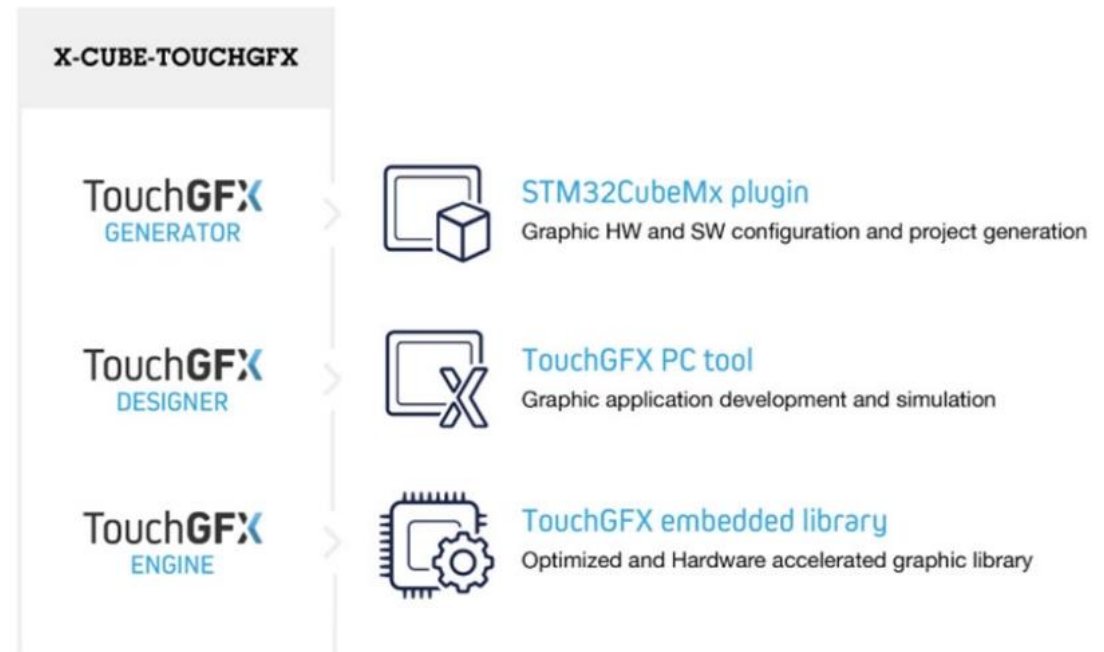 X-CUBE-TOUCHGFX
TouchGFX
GENERATOR
STM32CubeMx plugin
Graphic HW and SW configuration and project generation
TouchGFX
DESIGNER
TouchGFX PC tool
Graphic application development and simulation
TouchGFX
ENGINE
TouchGFX embedded library
Optimized and Hardware accelerated graphic library